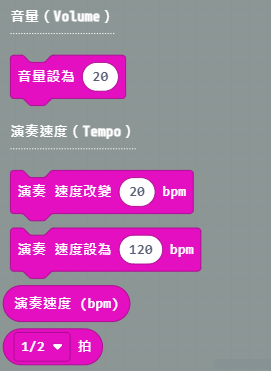 音量（Volume）
音量設為 20
演奏速度（Tempo）
演奏 速度改變 20 bpm
演奏 速度設為 120 bpm
演奏速度 (bpm)
1/2 拍